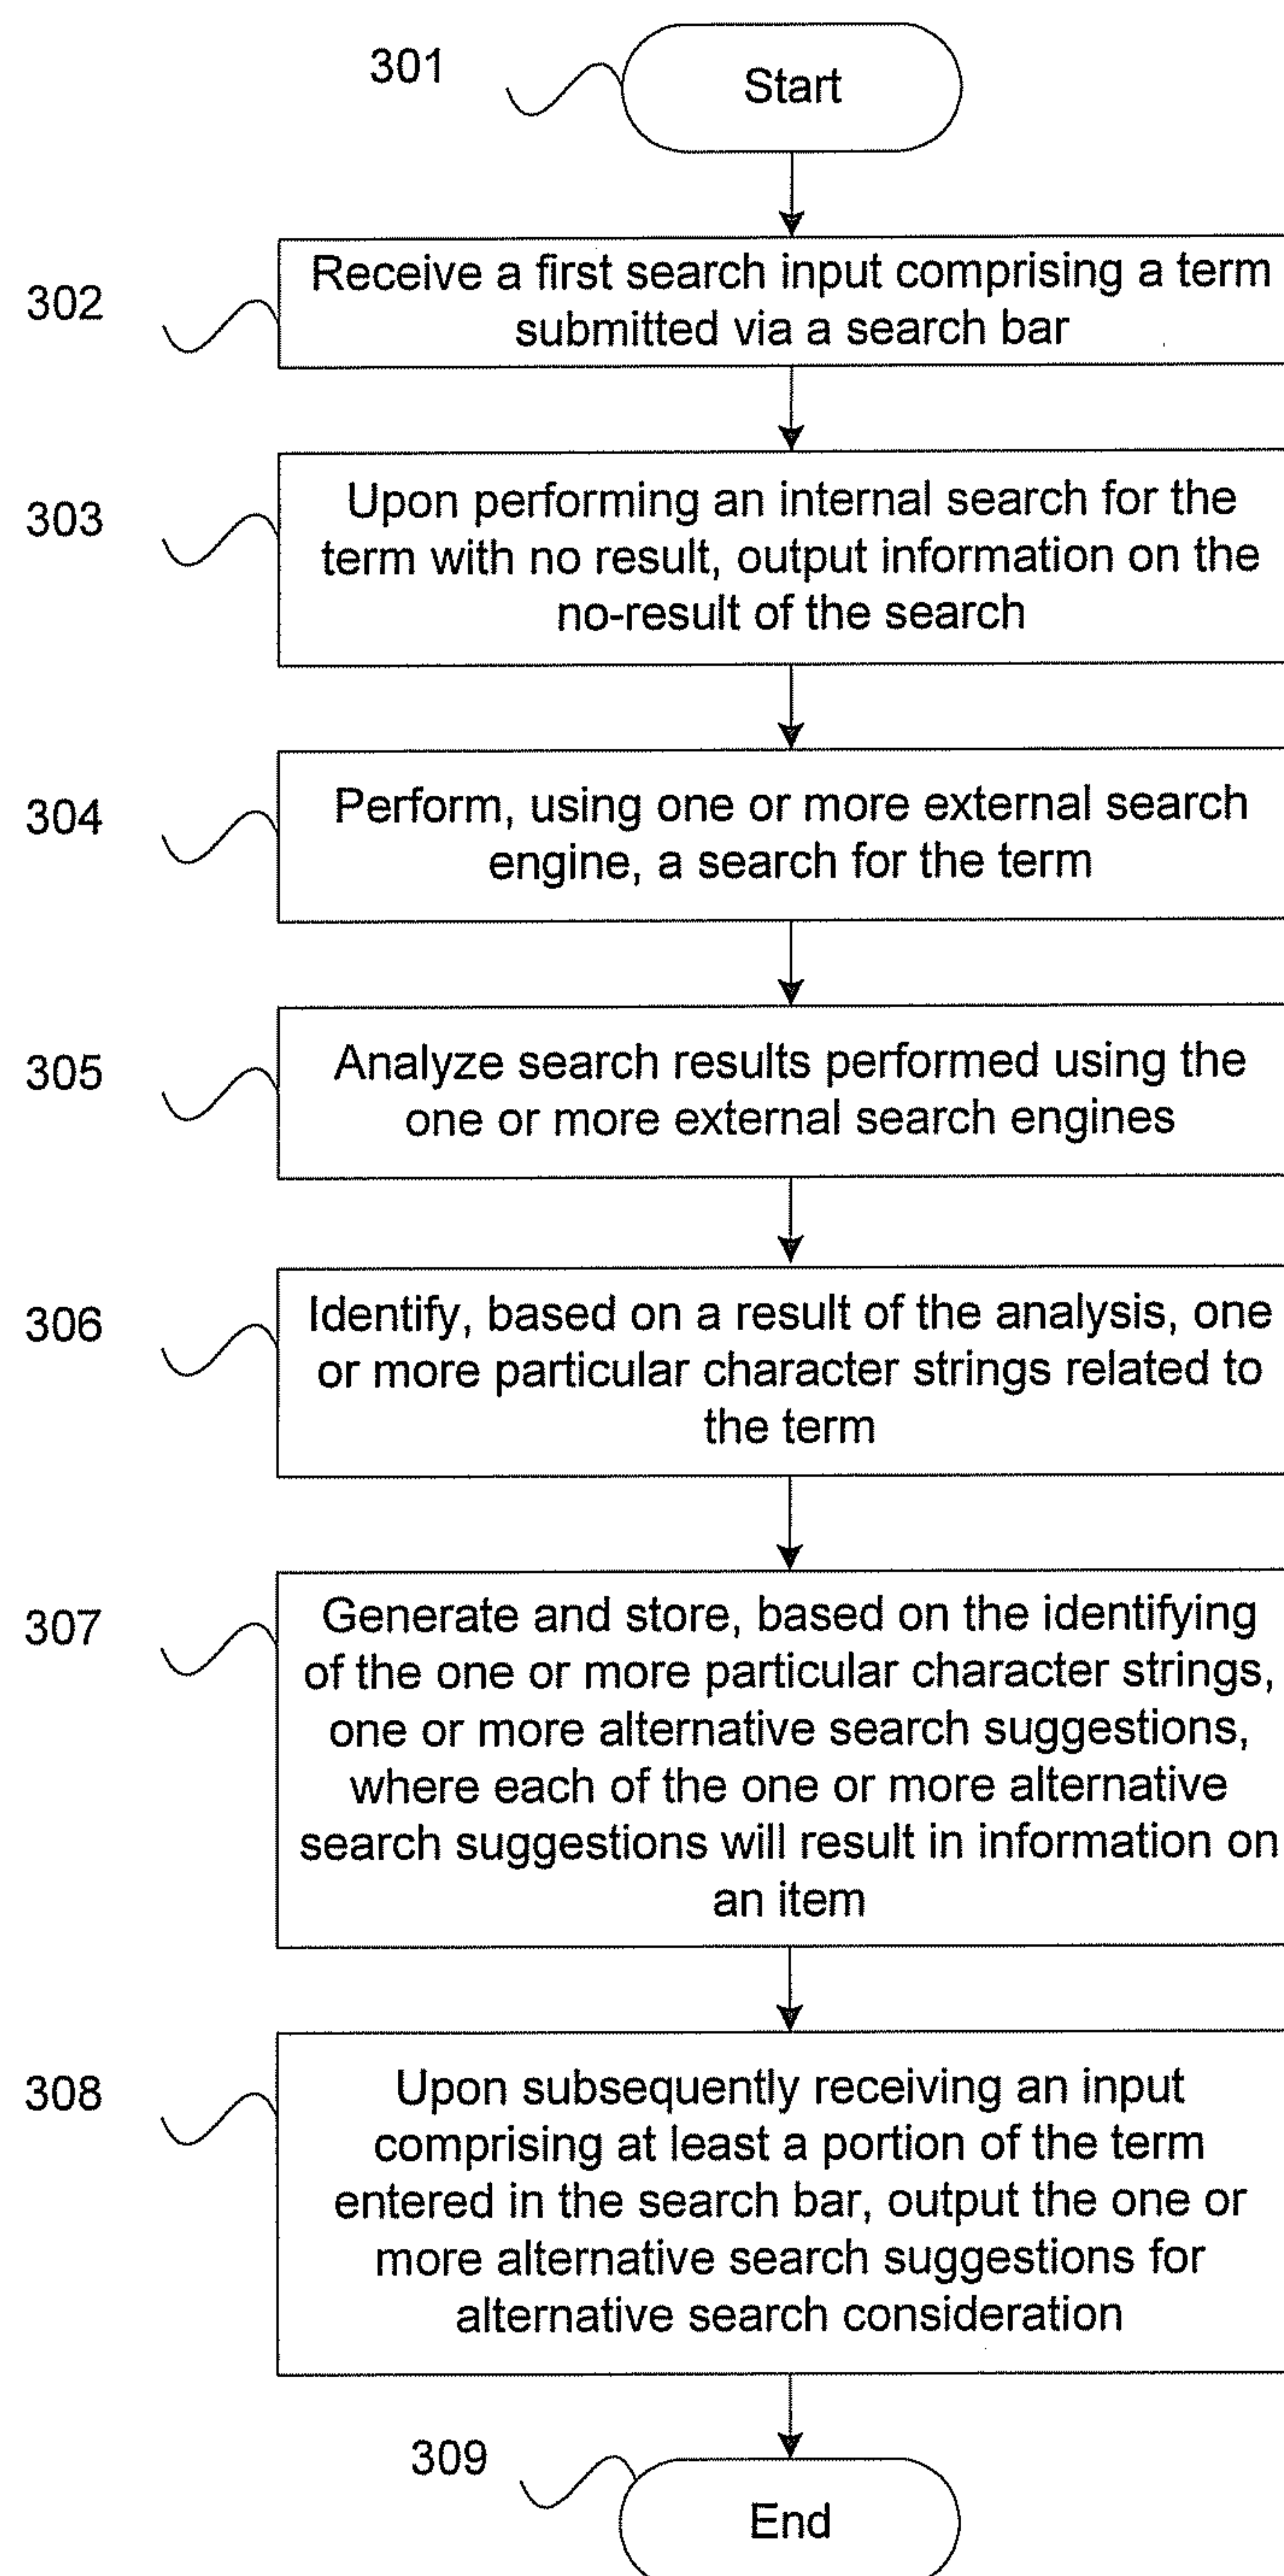 301
Start
302
Receive a first search input comprising a term
submitted via a search bar
303
Upon performing an internal search for the
term with no result, output information on the
no-result of the search
304
Perform, using one or more external search
engine, a search for the term
305
Analyze search results performed using the
one or more external search engines
306
Identify, based on a result of the analysis, one
or more particular character strings related to
the term
307
Generate and store, based on the identifying
of the one or more particular character strings,
one or more alternative search suggestions,
where each of the one or more alternative
search suggestions will result in information on
an item
308
Upon subsequently receiving an input
comprising at least a portion of the term
entered in the search bar, output the one or
more alternative search suggestions for
alternative search consideration
309
End